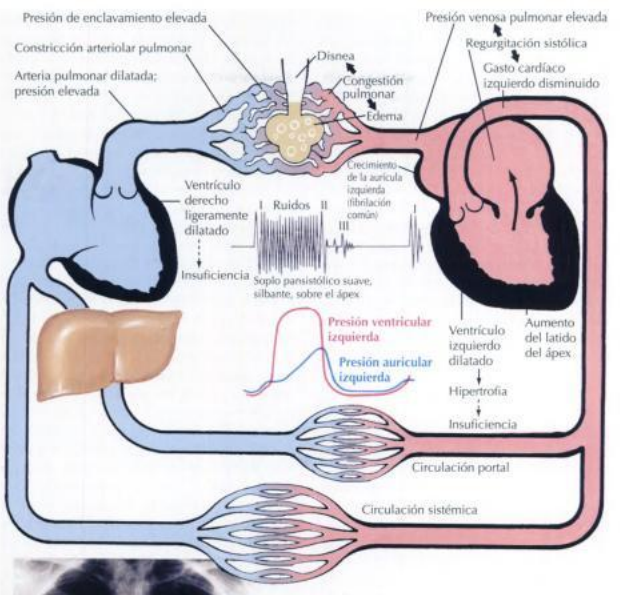 Presión de enclavamiento elevada
Constricción arteriolar pulmonar
Arteria pulmonar dilatada;
presión elevada
Disnea
Congestión
pulmonar
Edema
Presión venosa pulmonar elevada
Regurgitación sistólica
Gasto cardíaco
izquierdo disminuido
Crecimiento
de la aurícula
izquierda
(fibrilación
común)
Ventrículo
derecho
ligeramente
dilatado
Insuficiencia
I Ruidos II
III
I
Soplo pansistólico suave,
silbante, sobre el ápex
Presión ventricular
izquierda
Presión auricular
izquierda
Ventrículo
izquierdo
dilatado
Hipertrofia
Insuficiencia
Aumento
del latido
del ápex
Circulación portal
Circulación sistémica